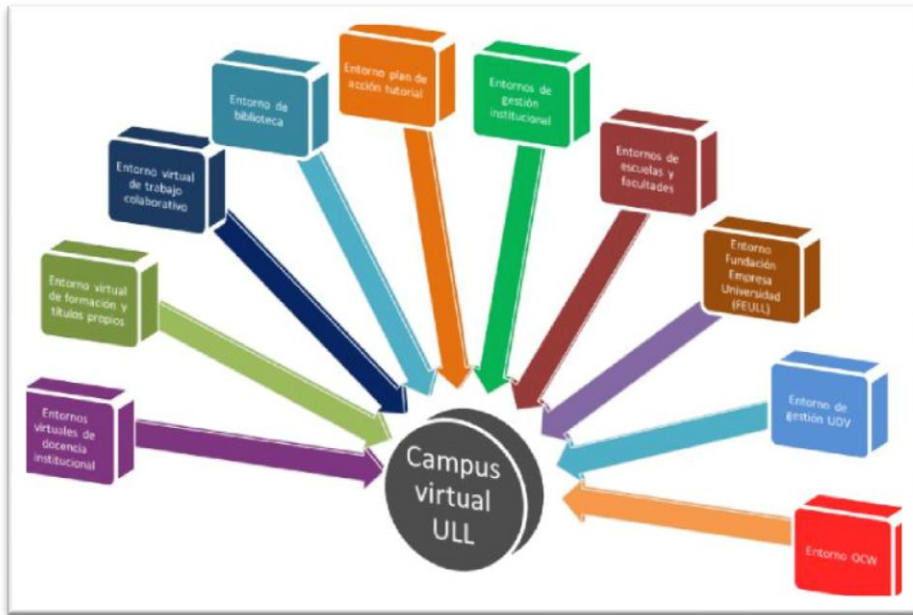 Entorno plan de
acción tutorial
Entornos de
gestión
institucional
Entorno de
biblioteca
Entornos de
escuelas y
facultades
Entorno virtual
de trabajo
colaborativo
Entorno
Fundación
Empresa
Universidad
(FEULL)
Entorno virtual
de formación y
títulos propios
Entorno de
gestión UDV
Entornos
virtuales de
docencia
institucional
Campus
virtual
ULL
Entorno OCW